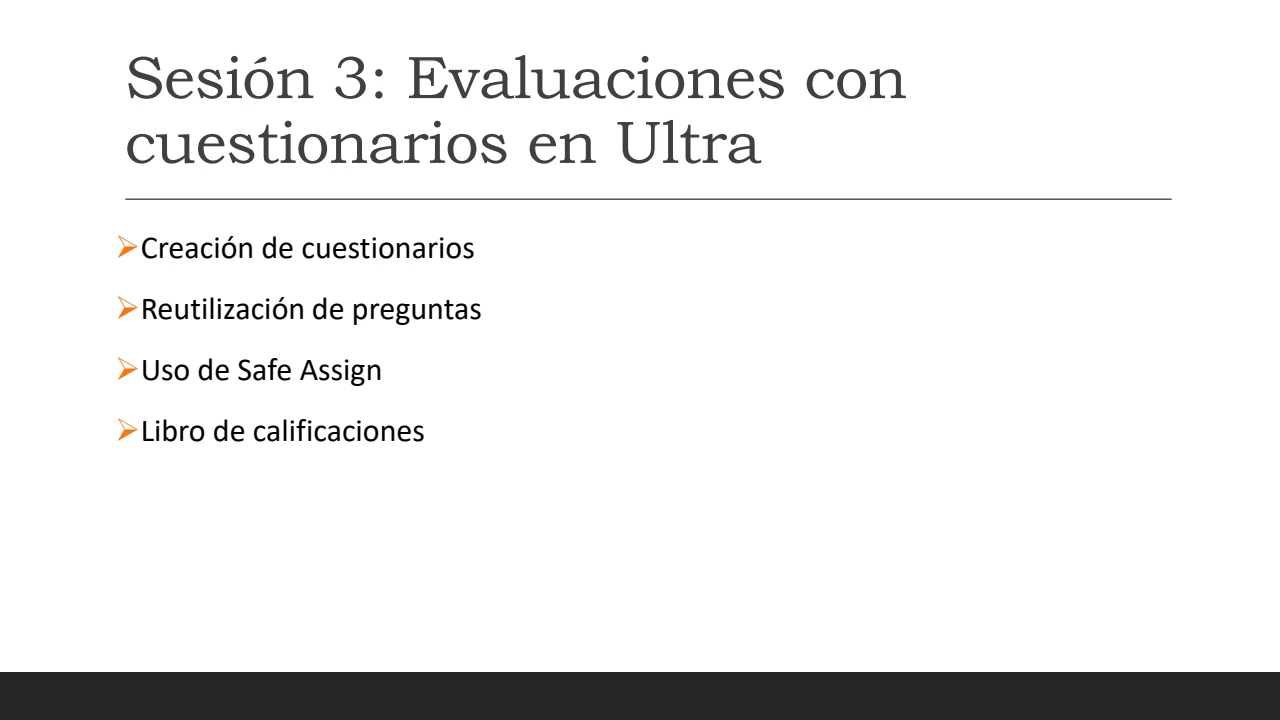 Sesión 3: Evaluaciones con
cuestionarios en Ultra
Creación de cuestionarios
Reutilización de preguntas
Uso de Safe Assign
Libro de calificaciones